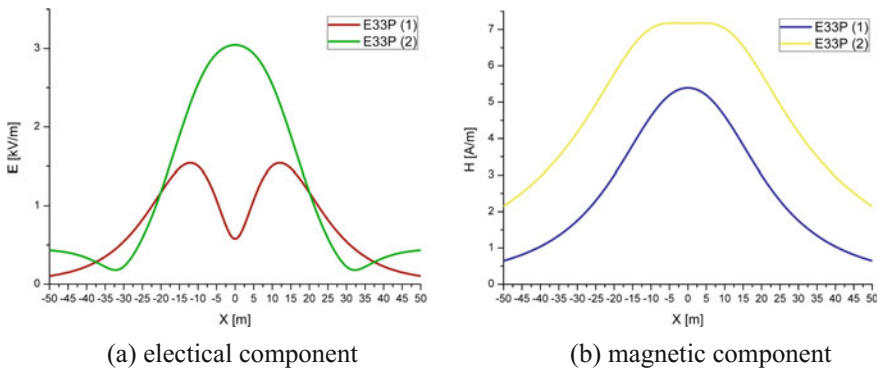 E33P (1)
E33P (2)
3
2
1
0
E [kV/m]
-50 -45 -40 -35 -30 -25 -20 -15 -10 -5 0 5 10 15 20 25 30 35 40 45 50
X [m]
(a) electical component
E33P (1)
E33P (2)
7
6
5
4
3
2
1
0
H [A/m]
-50 -45 -40 -35 -30 -25 -20 -15 -10 -5 0 5 10 15 20 25 30 35 40 45 50
X [m]
(b) magnetic component